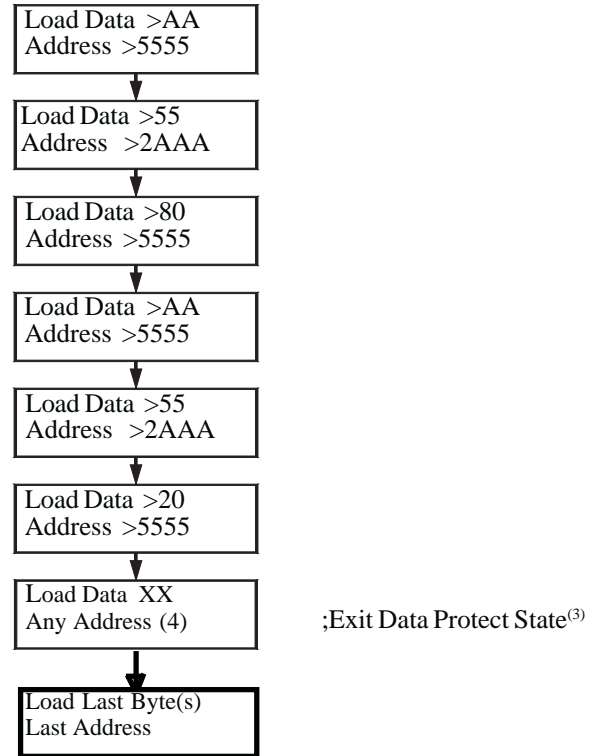 Load Data >AA
Address >5555
Load Data >55
Address >2AAA
Load Data >80
Address >5555
Load Data >AA
Address >5555
Load Data >55
Address >2AAA
Load Data >20
Address >5555
Load Data XX
Any Address (4) ;Exit Data Protect State(3)
Load Last Byte(s)
Last Address